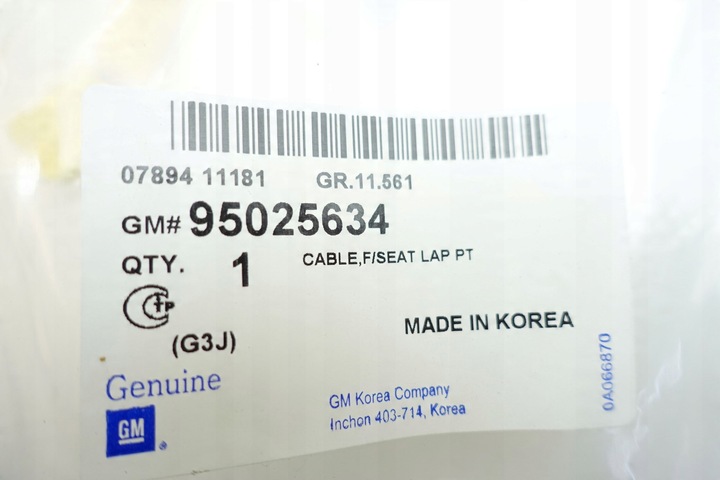 07894 11181 GR.11.561
GM# 95025634
QTY. 1 CABLE,F/SEAT LAP PT
(G3J)
MADE IN KOREA
Genuine
GM
GM Korea Company
Inchon 403-714, Korea
0A066870